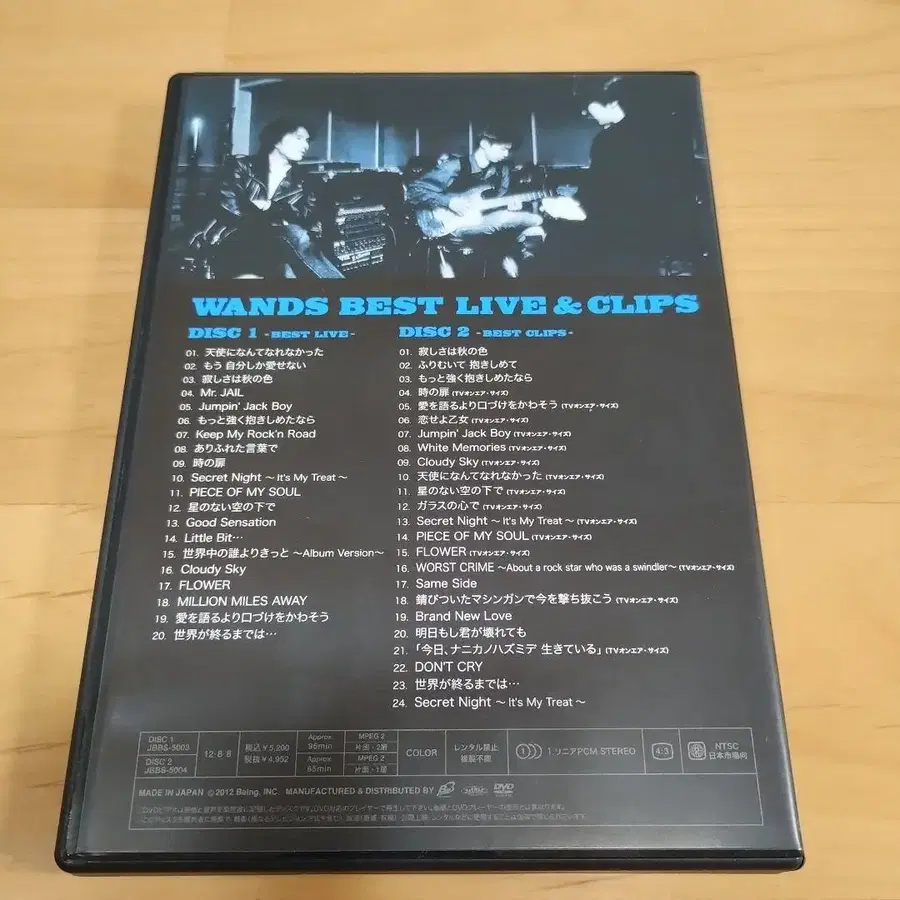 WANDS BEST LIVE & CLIPS
DISC 1 -BEST LIVE-
01. 天使になんてなれなかった
02. もう 自分しか愛せない
03. 寂しさは秋の色
04. Mr. JAIL
05. Jumpin' Jack Boy
06. もっと強く抱きしめたなら
07. Keep My Rock'n Road
08. ありふれた言葉で
09. 時の扉
10. Secret Night ～It's My Treat～
11. PIECE OF MY SOUL
12. 星のない空の下で
13. Good Sensation
14. Little Bit…
15. 世界中の誰よりきっと ～Album Version～
16. Cloudy Sky
17. FLOWER
18. MILLION MILES AWAY
19. 愛を語るより口づけをかわそう
20. 世界が終るまでは…
DISC 2 -BEST CLIPS-
01. 寂しさは秋の色
02. ふりむいて 抱きしめて
03. もっと強く抱きしめたなら
04. 時の扉 (TVオンエア・サイズ)
05. 愛を語るより口づけをかわそう (TVオンエア・サイズ)
06. 恋せよ乙女 (TVオンエア・サイズ)
07. Jumpin' Jack Boy (TVオンエア・サイズ)
08. White Memories (TVオンエア・サイズ)
09. Cloudy Sky (TVオンエア・サイズ)
10. 天使になんてなれなかった (TVオンエア・サイズ)
11. 星のない空の下で (TVオンエア・サイズ)
12. ガラスの心で (TVオンエア・サイズ)
13. Secret Night ～It's My Treat～ (TVオンエア・サイズ)
14. PIECE OF MY SOUL (TVオンエア・サイズ)
15. FLOWER (TVオンエア・サイズ)
16. WORST CRIME ～About a rock star who was a swindler～ (TVオンエア・サイズ)
17. Same Side
18. 錆びついたマシンガンで今を撃ち抜こう (TVオンエア・サイズ)
19. Brand New Love
20. 明日もし君が壊れても
21. 「今日、ナニカノハズミデ 生きている」 (TVオンエア・サイズ)
22. DON'T CRY
23. 世界が終るまでは…
24. Secret Night ～It's My Treat～
DISC 1
JBBS-5003
DISC 2
JBBS-5004
12・8・8
税込¥5,200
税抜¥4,952
Approx.
96min
Approx.
65min
MPEG 2
片面・2層
MPEG 2
片面・1層
COLOR
レンタル禁止
複製不能
1.リニアPCM STEREO
4:3
NTSC
日本市場向
MADE IN JAPAN ©2012 Being, INC. MANUFACTURED & DISTRIBUTED BY
DVD